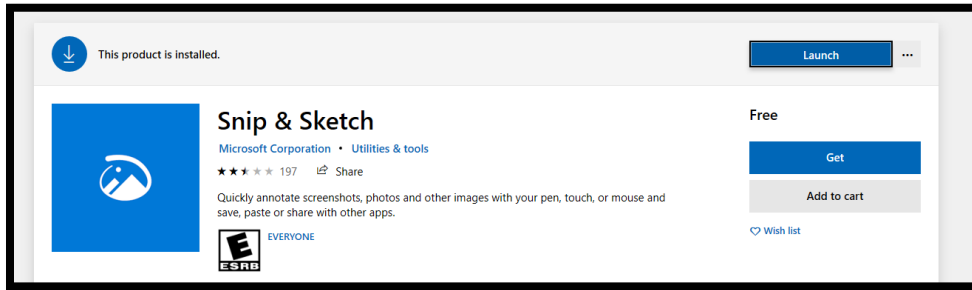 This product is installed.
Launch
...
Snip & Sketch
Microsoft Corporation • Utilities & tools
197 Share
Quickly annotate screenshots, photos and other images with your pen, touch, or mouse and
save, paste or share with other apps.
E
ESRB
EVERYONE
Free
Get
Add to cart
Wish list